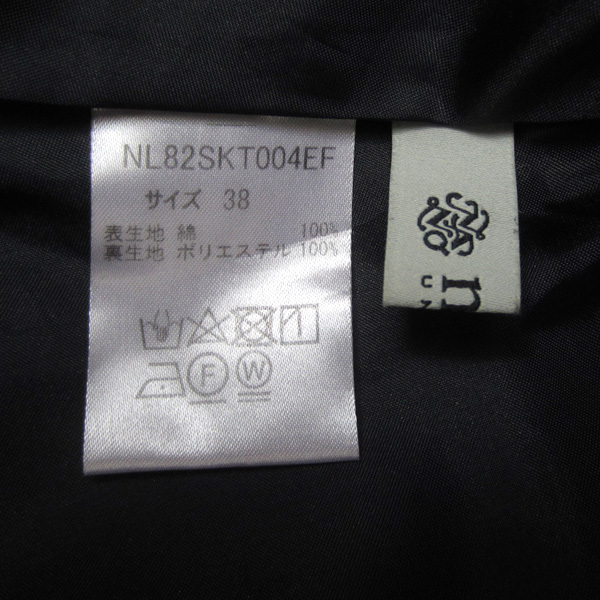 NL82SKT004EF
サイズ 38
表生地 綿 100%
裏生地 ポリエステル 100%
F
W
n